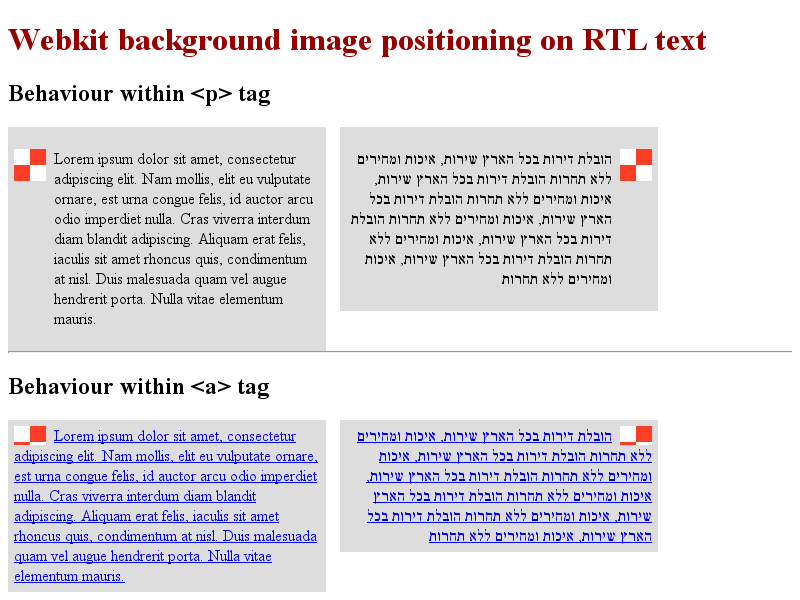 Webkit background image positioning on RTL text
Behaviour within <p> tag
Lorem ipsum dolor sit amet, consectetur
adipiscing elit. Nam mollis, elit eu vulputate
ornare, est urna congue felis, id auctor arcu
odio imperdiet nulla. Cras viverra interdum
diam blandit adipiscing. Aliquam erat felis,
iaculis sit amet rhoncus quis, condimentum
at nisl. Duis malesuada quam vel augue
hendrerit porta. Nulla vitae elementum
mauris.
הובלת דירות בכל הארץ שירות, איכות ומחירים
ללא תחרות הובלת דירות בכל הארץ שירות,
איכות ומחירים ללא תחרות הובלת דירות בכל
הארץ שירות, איכות ומחירים ללא תחרות הובלת
דירות בכל הארץ שירות, איכות ומחירים ללא
תחרות הובלת דירות בכל הארץ שירות, איכות
ומחירים ללא תחרות
Behaviour within <a> tag
Lorem ipsum dolor sit amet, consectetur
adipiscing elit. Nam mollis, elit eu vulputate ornare,
est urna congue felis, id auctor arcu odio imperdiet
nulla. Cras viverra interdum diam blandit
adipiscing. Aliquam erat felis, iaculis sit amet
rhoncus quis, condimentum at nisl. Duis malesuada
quam vel augue hendrerit porta. Nulla vitae
elementum mauris.
הובלת דירות בכל הארץ שירות, איכות ומחירים
ללא תחרות הובלת דירות בכל הארץ שירות, איכות
ומחירים ללא תחרות הובלת דירות בכל הארץ שירות,
איכות ומחירים ללא תחרות הובלת דירות בכל הארץ
שירות, איכות ומחירים ללא תחרות הובלת דירות בכל
הארץ שירות, איכות ומחירים ללא תחרות